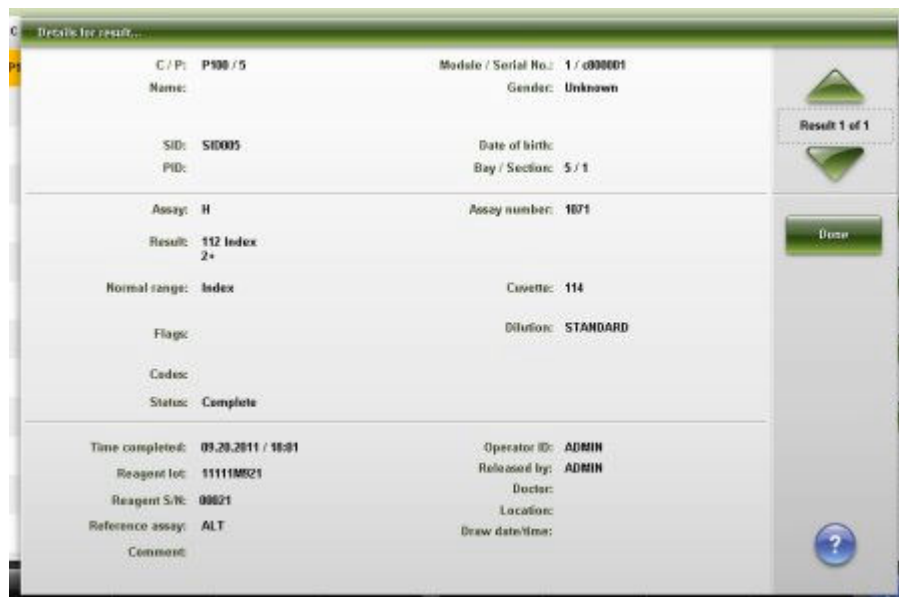 Details for result...
C / P: P100 / 5 Module / Serial No.: 1 / c800001
Name: Gender: Unknown
Result 1 of 1
SID: SID005 Date of birth:
PID: Bay / Section: 5 / 1
Assay: H Assay number: 1071
Done
Result: 112 Index
2+
Normal range: Index Cuvette: 114
Flags: Dilution: STANDARD
Codes:
Status: Complete
Time completed: 09.20.2011 / 18:01 Operator ID: ADMIN
Reagent lot: 11111M921 Released by: ADMIN
Doctor:
Reagent S/N: 00021
Location:
Reference assay: ALT
Draw date/time:
Comment:
?